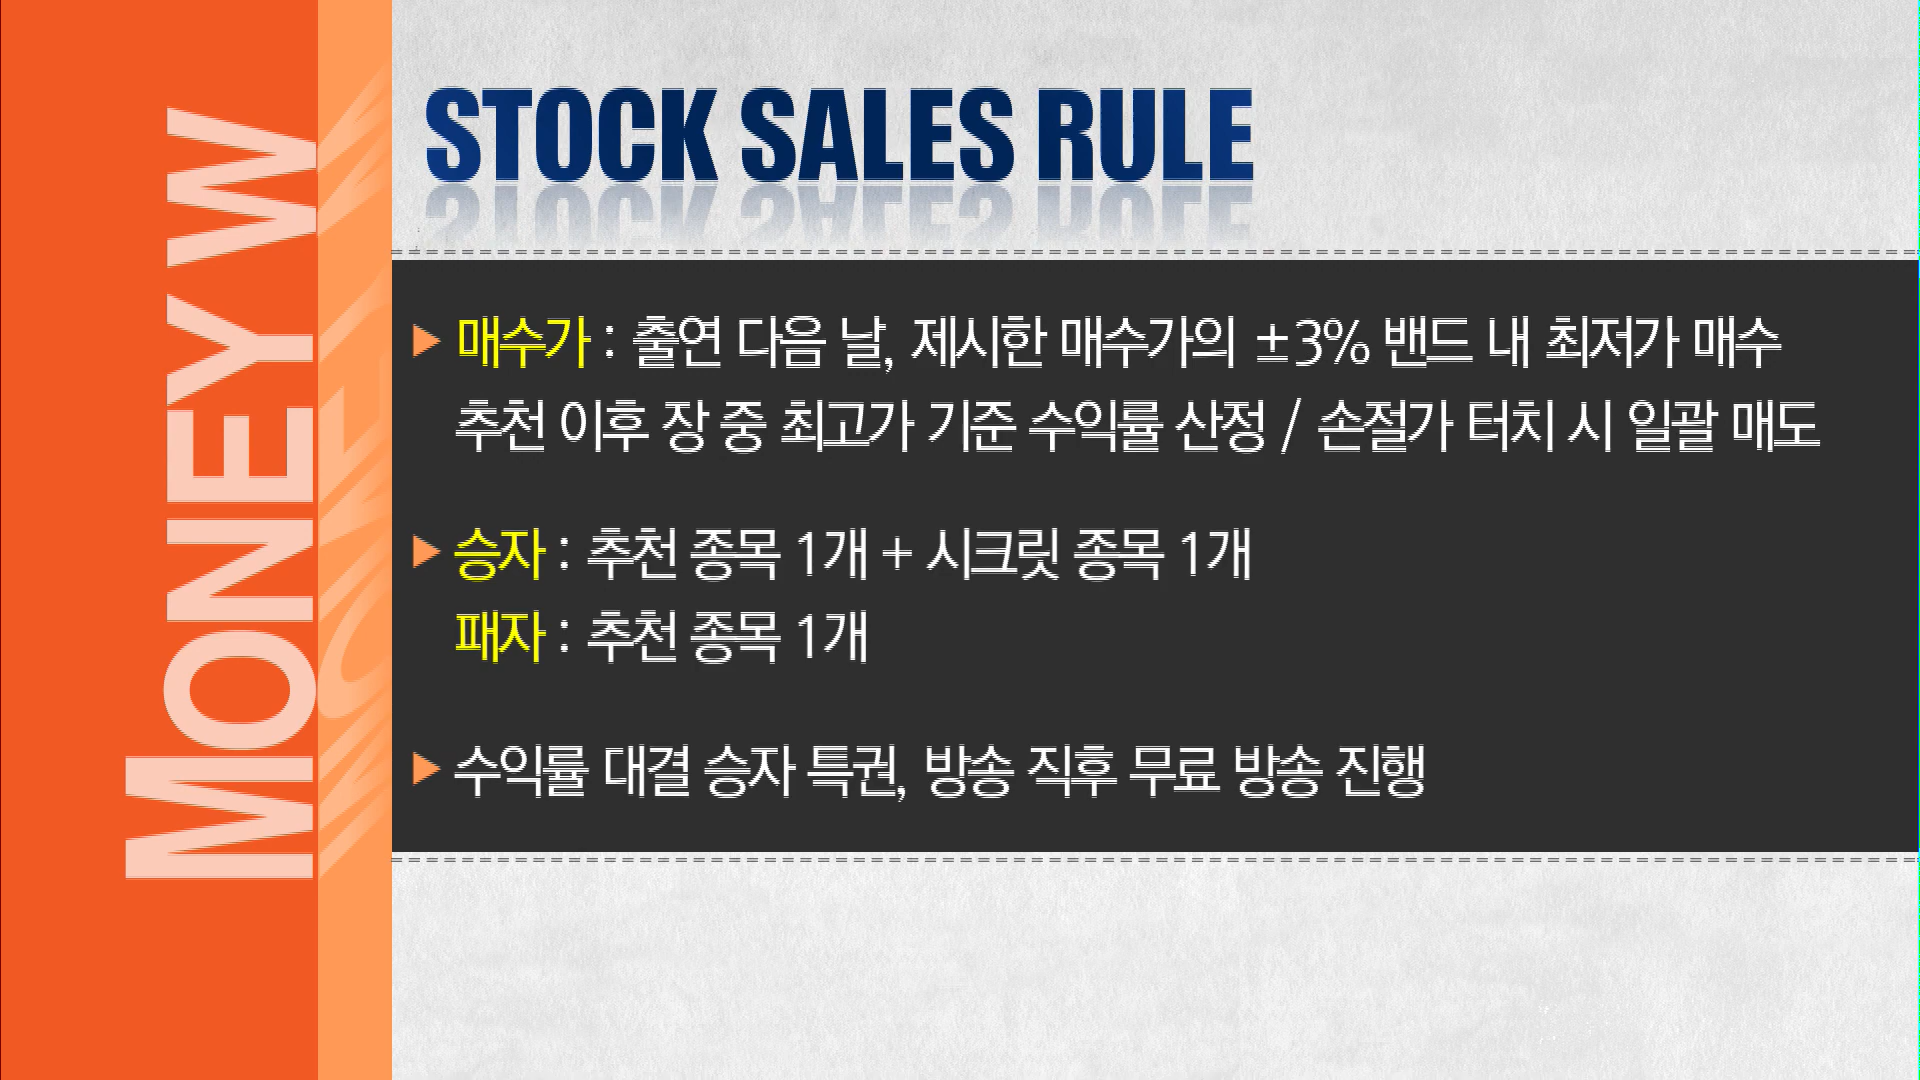 MONEY W
STOCK SALES RULE
▶ 매수가 : 출연 다음 날, 제시한 매수가의 ±3% 밴드 내 최저가 매수
추천 이후 장 중 최고가 기준 수익률 산정 / 손절가 터치 시 일괄 매도
▶ 승자 : 추천 종목 1개 + 시크릿 종목 1개
패자 : 추천 종목 1개
▶ 수익률 대결 승자 특권, 방송 직후 무료 방송 진행